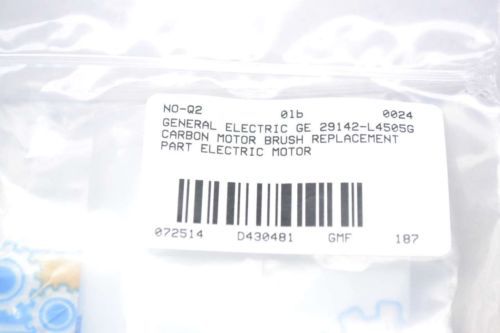 NO-Q2 01b 0024
GENERAL ELECTRIC GE 29142-L4505G
CARBON MOTOR BRUSH REPLACEMENT
PART ELECTRIC MOTOR
072514 D430481 GMF 187